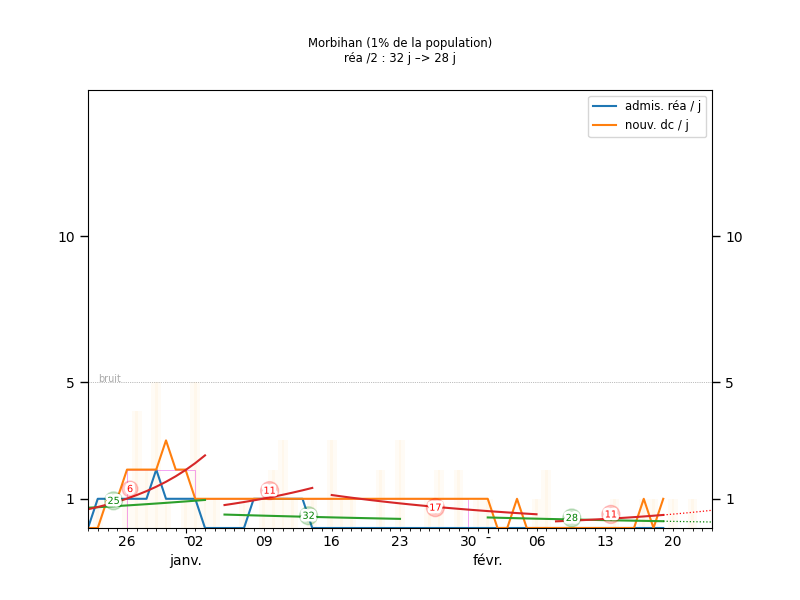 Morbihan (1% de la population)
réa /2 : 32 j –> 28 j
admis. réa / j
nouv. dc / j
10 10
bruit
5 5
6
25
11
32
17
28
11
1 1
26 02 09 16 23 30 06 13 20
janv. févr.